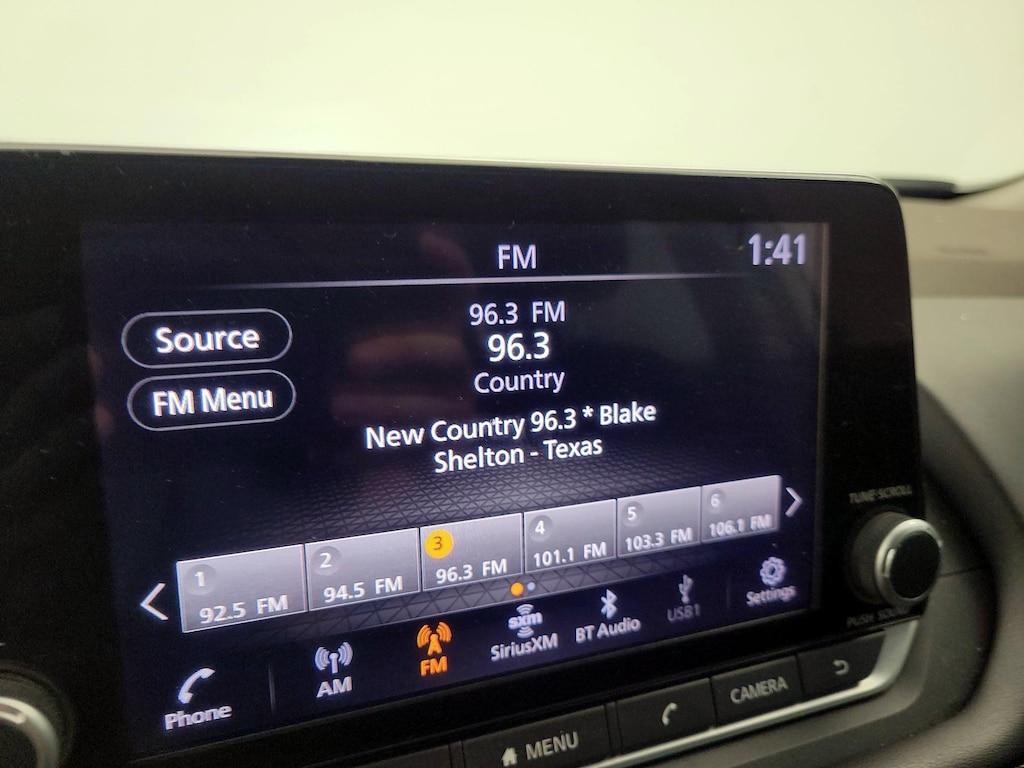 FM
1:41
Source
FM Menu
96.3 FM
96.3
Country
New Country 96.3 * Blake
Shelton - Texas
1
92.5 FM
2
94.5 FM
3
96.3 FM
4
101.1 FM
5
103.3 FM
6
106.1 FM
Phone
AM
FM
sxm
SiriusXM
BT Audio
USB1
Settings
TUNE·SCROLL
PUSH SOUND
MENU
CAMERA